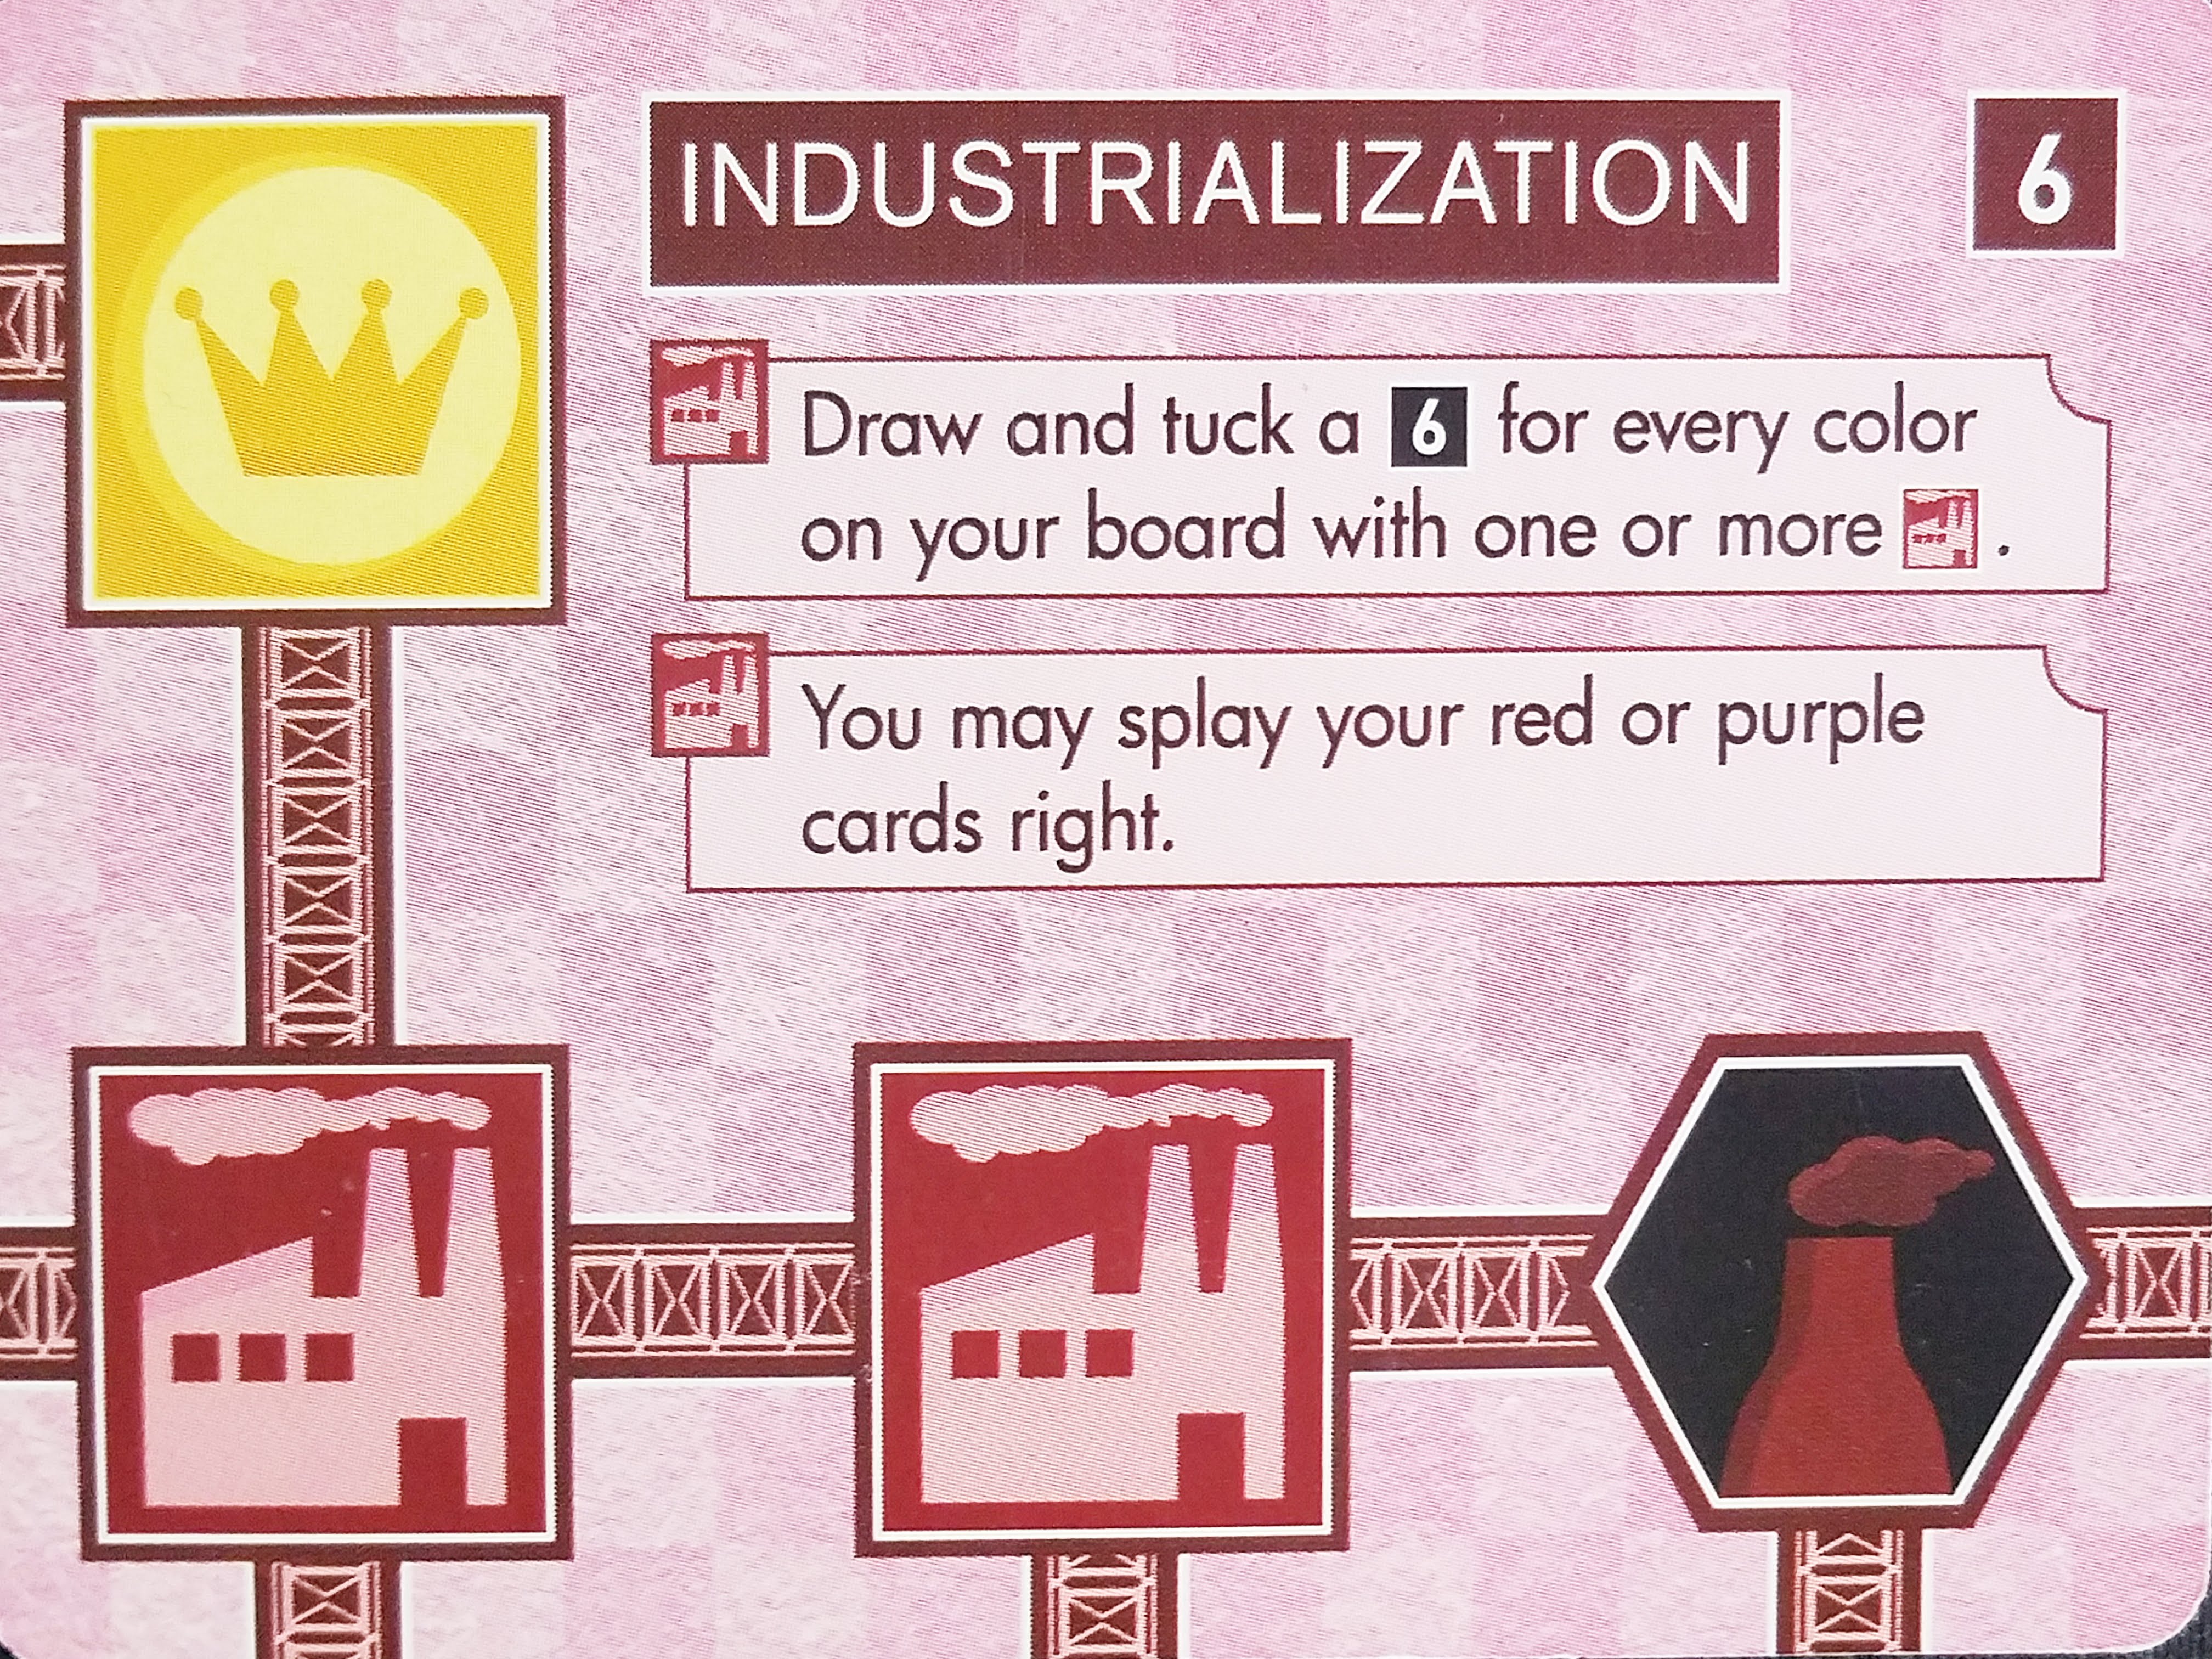 INDUSTRIALIZATION 6
Draw and tuck a 6 for every color
on your board with one or more .
You may splay your red or purple
cards right.